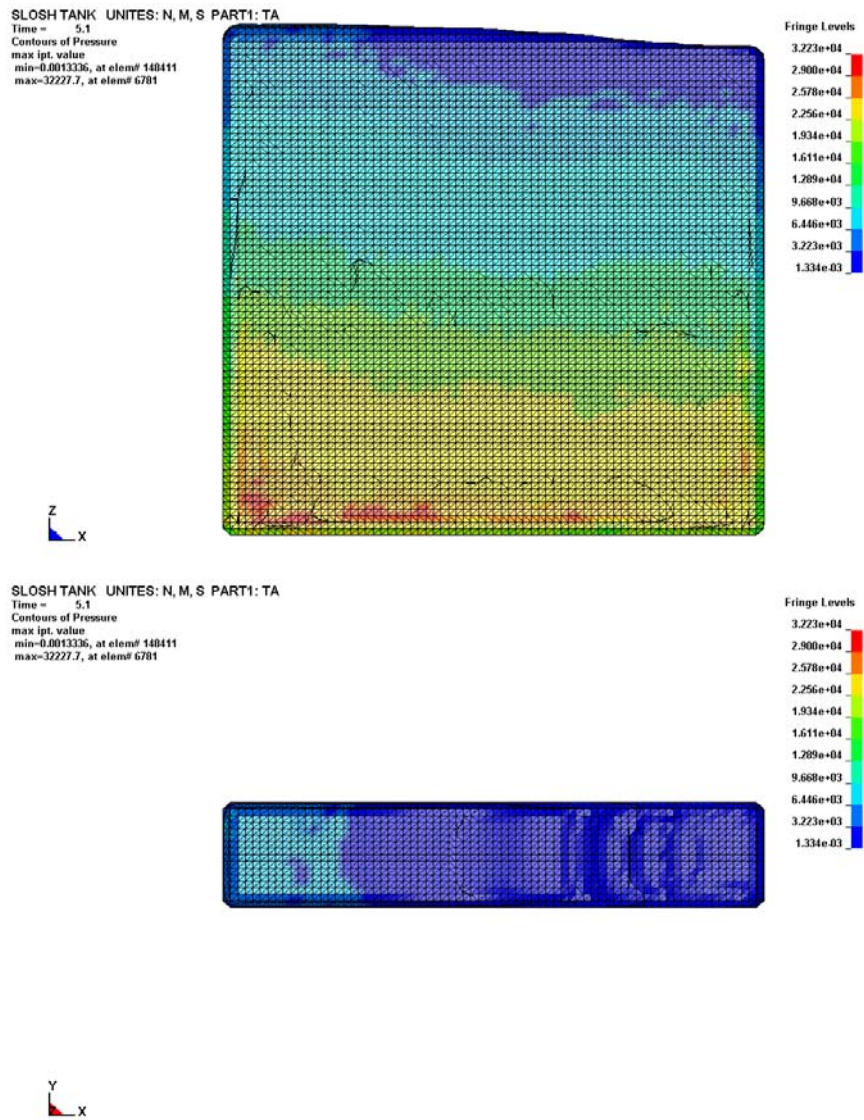 SLOSH TANK UNITES: N, M, S PART1: TA
Time = 5.1
Contours of Pressure
max ipt. value
min=0.0013336, at elem# 148411
max=32227.7, at elem# 6781
Fringe Levels
3.223e+04
2.900e+04
2.578e+04
2.256e+04
1.934e+04
1.611e+04
1.289e+04
9.668e+03
6.446e+03
3.223e+03
1.334e-03
Z
X
SLOSH TANK UNITES: N, M, S PART1: TA
Time = 5.1
Contours of Pressure
max ipt. value
min=0.0013336, at elem# 148411
max=32227.7, at elem# 6781
Fringe Levels
3.223e+04
2.900e+04
2.578e+04
2.256e+04
1.934e+04
1.611e+04
1.289e+04
9.668e+03
6.446e+03
3.223e+03
1.334e-03
Y
X